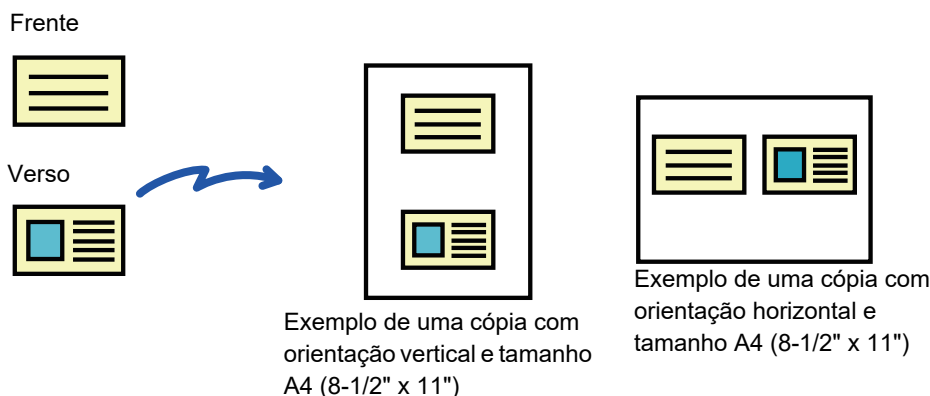 Frente
Verso
Exemplo de uma cópia com
orientação vertical e tamanho
A4 (8-1/2" x 11")
Exemplo de uma cópia com
orientação horizontal e
tamanho A4 (8-1/2" x 11")